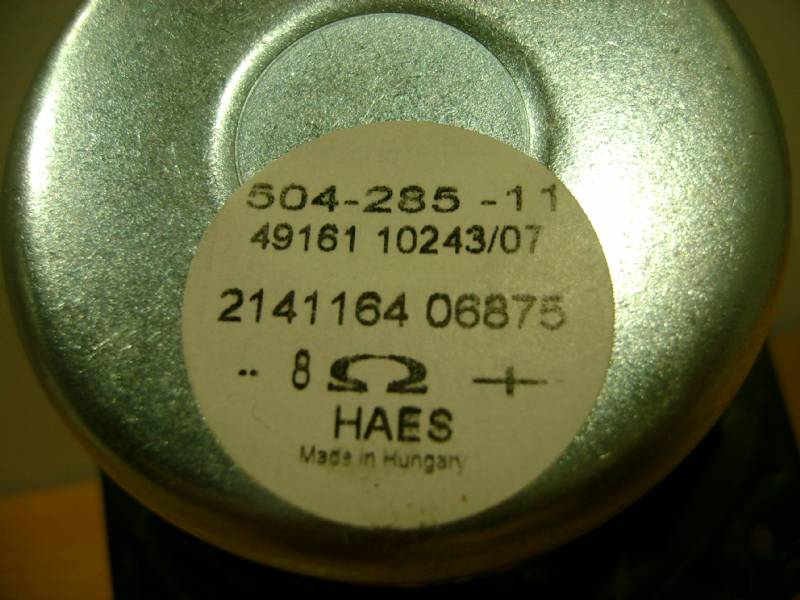 504-285 -11
49161 10243/07
2141164 06875
- 8 Ω +
HAES
Made in Hungary